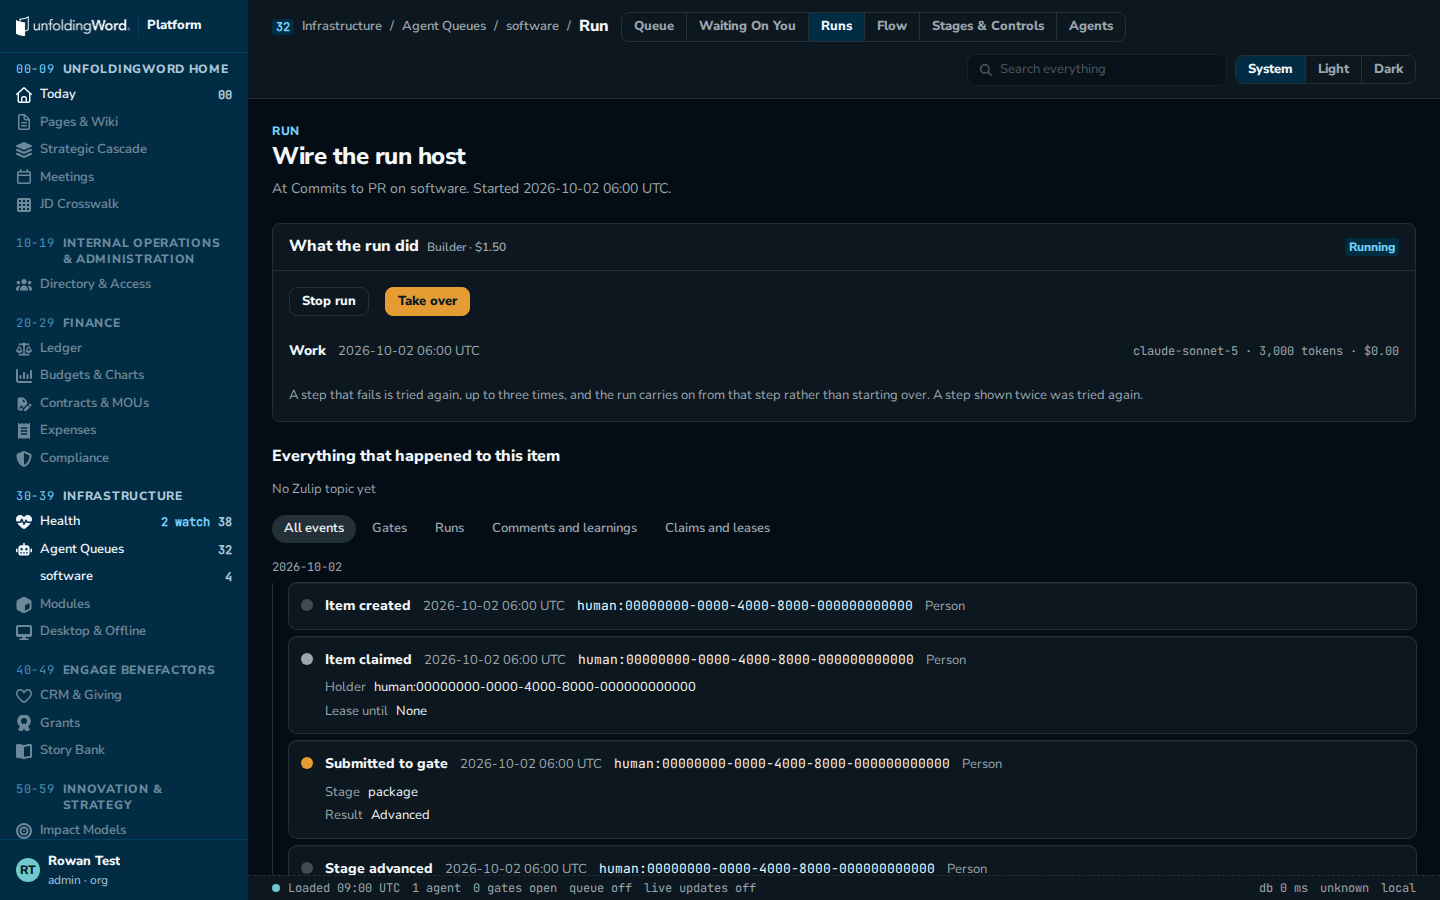 unfoldingWord Platform
00-09 UNFOLDINGWORD HOME
Today 00
Pages & Wiki
Strategic Cascade
Meetings
JD Crosswalk
10-19 INTERNAL OPERATIONS
& ADMINISTRATION
Directory & Access
20-29 FINANCE
Ledger
Budgets & Charts
Contracts & MOUs
Expenses
Compliance
30-39 INFRASTRUCTURE
Health 2 watch 38
Agent Queues 32
software 4
Modules
Desktop & Offline
40-49 ENGAGE BENEFACTORS
CRM & Giving
Grants
Story Bank
50-59 INNOVATION &
STRATEGY
Impact Models
RT Rowan Test
admin · org
32 Infrastructure / Agent Queues / software / Run
Queue Waiting On You Runs Flow Stages & Controls Agents
Search everything
System Light Dark
RUN
Wire the run host
At Commits to PR on software. Started 2026-10-02 06:00 UTC.
What the run did Builder · $1.50 Running
Stop run Take over
Work 2026-10-02 06:00 UTC claude-sonnet-5 · 3,000 tokens · $0.00
A step that fails is tried again, up to three times, and the run carries on from that step rather than starting over. A step shown twice was tried again.
Everything that happened to this item
No Zulip topic yet
All events Gates Runs Comments and learnings Claims and leases
2026-10-02
Item created 2026-10-02 06:00 UTC human:00000000-0000-4000-8000-000000000000 Person
Item claimed 2026-10-02 06:00 UTC human:00000000-0000-4000-8000-000000000000 Person
Holder human:00000000-0000-4000-8000-000000000000
Lease until None
Submitted to gate 2026-10-02 06:00 UTC human:00000000-0000-4000-8000-000000000000 Person
Stage package
Result Advanced
Stage advanced 2026-10-02 06:00 UTC human:00000000-0000-4000-8000-000000000000 Person
Loaded 09:00 UTC 1 agent 0 gates open queue off live updates off db 0 ms unknown local